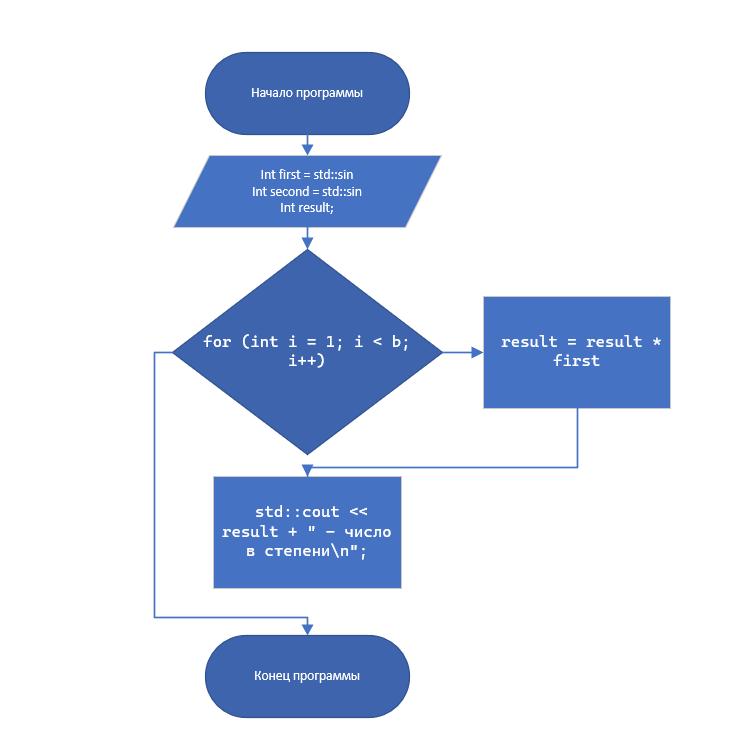 Начало программы
Int first = std::sin
Int second = std::sin
Int result;
for (int i = 1; i < b;
i++)
result = result *
first
std::cout <<
result + " – число
в степени\n";
Конец программы